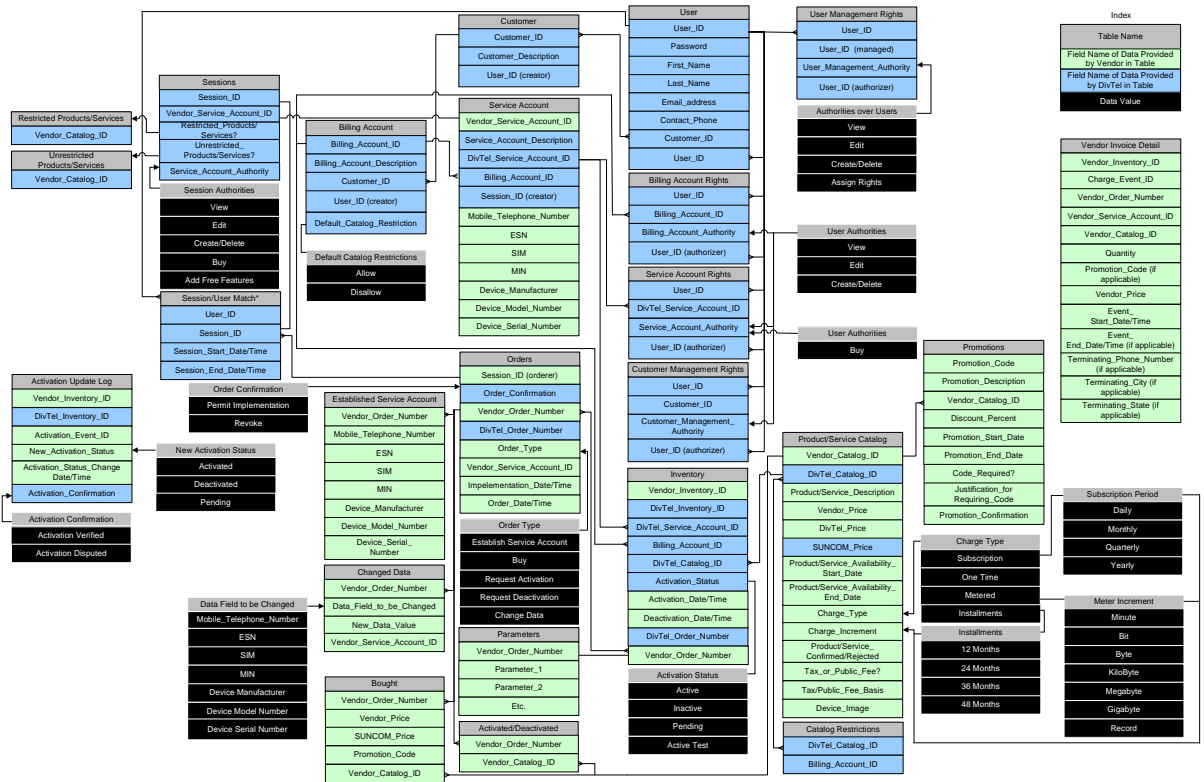 Index
Table Name
Field Name of Data Provided
by Vendor in Table
Field Name of Data Provided
by DivTel in Table
Data Value
Customer
Customer_ID
Customer_Description
User_ID (creator)
User
User_ID
Password
First_Name
Last_Name
Email_address
Contact_Phone
Customer_ID
User_ID
User Management Rights
User_ID
User_ID (managed)
User_Management_Authority
User_ID (authorizer)
Authorities over Users
View
Edit
Create/Delete
Assign Rights
Sessions
Session_ID
Vendor_Service_Account_ID
Restricted_Products/
Services?
Unrestricted_
Products/Services?
Service_Account_Authority
Restricted Products/Services
Vendor_Catalog_ID
Unrestricted
Products/Services
Vendor_Catalog_ID
Session Authorities
View
Edit
Create/Delete
Buy
Add Free Features
Session/User Match*
User_ID
Session_ID
Session_Start_Date/Time
Session_End_Date/Time
Billing Account
Billing_Account_ID
Billing_Account_Description
Customer_ID
User_ID (creator)
Default_Catalog_Restriction
Default Catalog Restrictions
Allow
Disallow
Service Account
Vendor_Service_Account_ID
Service_Account_Description
DivTel_Service_Account_ID
Billing_Account_ID
Session_ID (creator)
Mobile_Telephone_Number
ESN
SIM
MIN
Device_Manufacturer
Device_Model_Number
Device_Serial_Number
Billing Account Rights
User_ID
Billing_Account_ID
Billing_Account_Authority
User_ID (authorizer)
Service Account Rights
User_ID
DivTel_Service_Account_ID
Service_Account_Authority
User_ID (authorizer)
Customer Management Rights
User_ID
Customer_ID
Customer_Management_
Authority
User_ID (authorizer)
User Authorities
View
Edit
Create/Delete
User Authorities
Buy
Vendor Invoice Detail
Vendor_Inventory_ID
Charge_Event_ID
Vendor_Order_Number
Vendor_Service_Account_ID
Vendor_Catalog_ID
Quantity
Promotion_Code (if
applicable)
Vendor_Price
Event_
Start_Date/Time
Event_
End_Date/Time (if applicable)
Terminating_Phone_Number
(if applicable)
Terminating_City (if
applicable)
Terminating_State (if
applicable)
Activation Update Log
Vendor_Inventory_ID
DivTel_Inventory_ID
Activation_Event_ID
New_Activation_Status
Activation_Status_Change
Date/Time
Activation_Confirmation
Activation Confirmation
Activation Verified
Activation Disputed
New Activation Status
Activated
Deactivated
Pending
Order Confirmation
Permit Implementation
Revoke
Established Service Account
Vendor_Order_Number
Mobile_Telephone_Number
ESN
SIM
MIN
Device_Manufacturer
Device_Model_Number
Device_Serial_
Number
Orders
Session_ID (orderer)
Order_Confirmation
Vendor_Order_Number
DivTel_Order_Number
Order_Type
Vendor_Service_Account_ID
Impelementation_Date/Time
Order_Date/Time
Order Type
Establish Service Account
Buy
Request Activation
Request Deactivation
Change Data
Data Field to be Changed
Mobile_Telephone_Number
ESN
SIM
MIN
Device Manufacturer
Device Model Number
Device Serial Number
Changed Data
Vendor_Order_Number
Data_Field_to_be_Changed
New_Data_Value
Vendor_Service_Account_ID
Parameters
Vendor_Order_Number
Parameter_1
Parameter_2
Etc.
Bought
Vendor_Order_Number
Vendor_Price
SUNCOM_Price
Promotion_Code
Vendor_Catalog_ID
Activated/Deactivated
Vendor_Order_Number
Vendor_Catalog_ID
Inventory
Vendor_Inventory_ID
DivTel_Inventory_ID
DivTel_Service_Account_ID
Billing_Account_ID
DivTel_Catalog_ID
Activation_Status
Activation_Date/Time
Deactivation_Date/Time
DivTel_Order_Number
Vendor_Order_Number
Activation Status
Active
Inactive
Pending
Active Test
Product/Service Catalog
Vendor_Catalog_ID
DivTel_Catalog_ID
Product/Service_Description
Vendor_Price
DivTel_Price
SUNCOM_Price
Product/Service_Availability_
Start_Date
Product/Service_Availability_
End_Date
Charge_Type
Charge_Increment
Product/Service_
Confirmed/Rejected
Tax_or_Public_Fee?
Tax/Public_Fee_Basis
Device_Image
Catalog Restrictions
DivTel_Catalog_ID
Billing_Account_ID
Promotions
Promotion_Code
Promotion_Description
Vendor_Catalog_ID
Discount_Percent
Promotion_Start_Date
Promotion_End_Date
Code_Required?
Justification_for
Requiring_Code
Promotion_Confirmation
Charge Type
Subscription
One Time
Metered
Installments
Installments
12 Months
24 Months
36 Months
48 Months
Subscription Period
Daily
Monthly
Quarterly
Yearly
Meter Increment
Minute
Bit
Byte
KiloByte
Megabyte
Gigabyte
Record